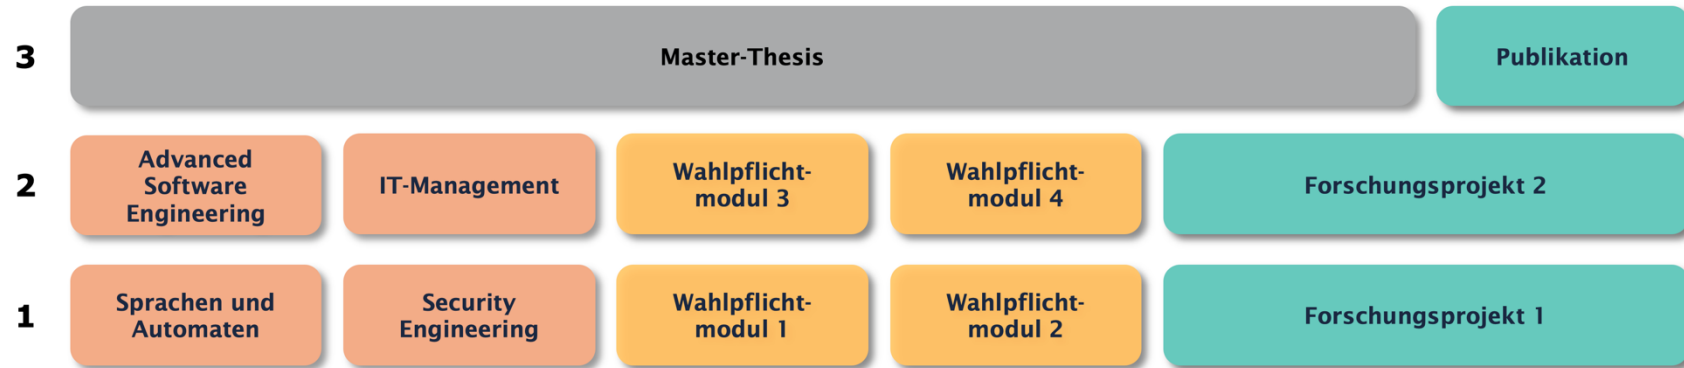 3
Master-Thesis
Publikation
2
Advanced
Software
Engineering
IT-Management
Wahlpflicht-
modul 3
Wahlpflicht-
modul 4
Forschungsprojekt 2
1
Sprachen und
Automaten
Security
Engineering
Wahlpflicht-
modul 1
Wahlpflicht-
modul 2
Forschungsprojekt 1